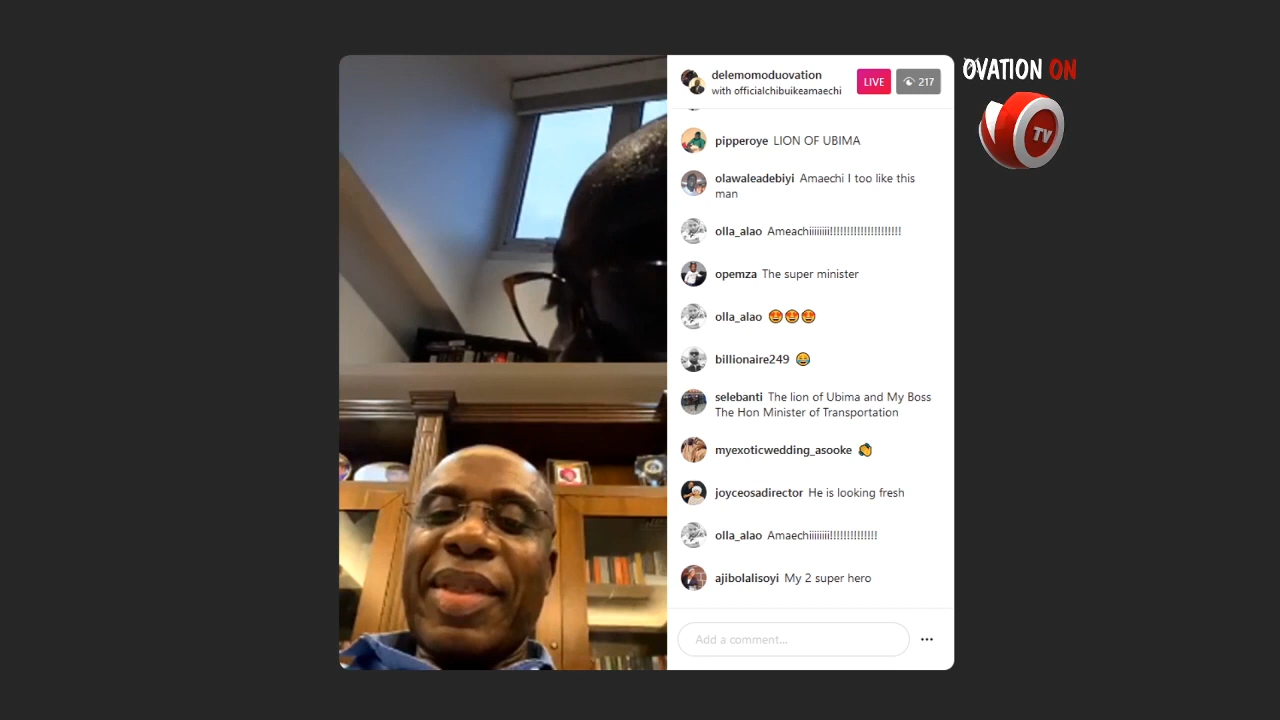 OVATION ON
TV
delemomoduovation
with officialchibuikeamaechi
LIVE
217
pipperoye LION OF UBIMA
olawaleadebiyi Amaechi I too like this
man
olla_alao Ameachiiiiiiiii!!!!!!!!!!!!!!!!!!!!!
opemza The super minister
olla_alao 🤩🤩🤩
billionaire249 😂
selebanti The lion of Ubima and My Boss
The Hon Minister of Transportation
myexoticwedding_asooke 👏
joyceosadirector He is looking fresh
olla_alao Amaechiiiiiiiii!!!!!!!!!!!!!!
ajibolalisoyi My 2 super hero
Add a comment...